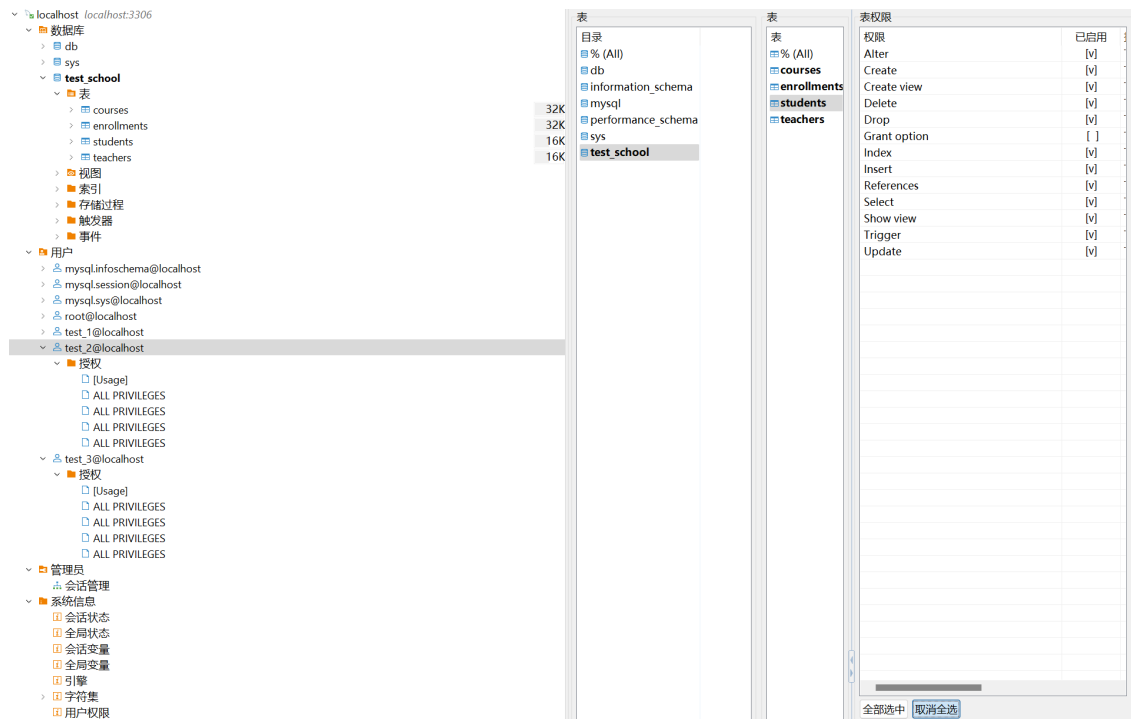 localhost localhost:3306
数据库
db
sys
test_school
表
courses
32K
enrollments
32K
students
16K
teachers
16K
视图
索引
存储过程
触发器
事件
用户
mysql.infoschema@localhost
mysql.session@localhost
mysql.sys@localhost
root@localhost
test_1@localhost
test_2@localhost
授权
[Usage]
ALL PRIVILEGES
ALL PRIVILEGES
ALL PRIVILEGES
ALL PRIVILEGES
test_3@localhost
授权
[Usage]
ALL PRIVILEGES
ALL PRIVILEGES
ALL PRIVILEGES
ALL PRIVILEGES
管理员
会话管理
系统信息
会话状态
全局状态
会话变量
全局变量
引擎
字符集
用户权限
表
目录
% (All)
db
information_schema
mysql
performance_schema
sys
test_school
表
表
% (All)
courses
enrollments
students
teachers
表权限
权限 已启用
Alter [v]
Create [v]
Create view [v]
Delete [v]
Drop [v]
Grant option [ ]
Index [v]
Insert [v]
References [v]
Select [v]
Show view [v]
Trigger [v]
Update [v]
全部选中 取消全选